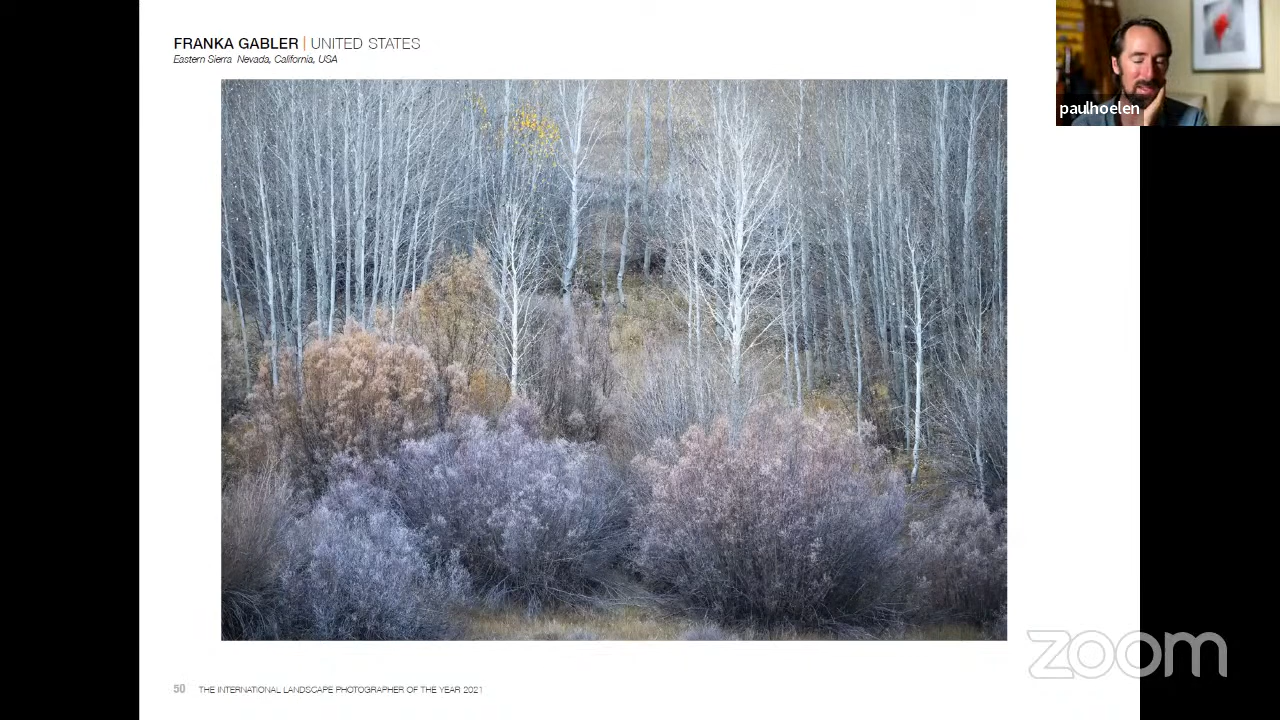 FRANKA GABLER | UNITED STATES
Eastern Sierra Nevada, California, USA
paulhoelen
50 THE INTERNATIONAL LANDSCAPE PHOTOGRAPHER OF THE YEAR 2021
zoom